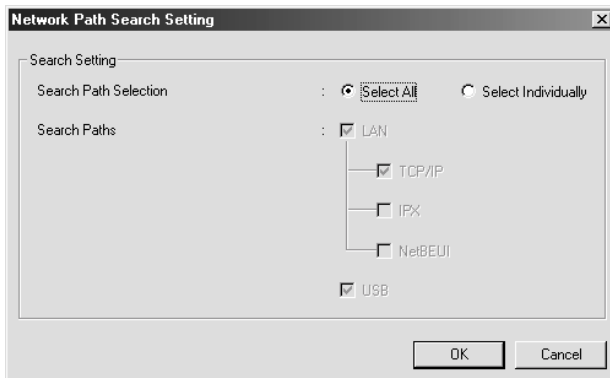 Network Path Search Setting
Search Setting
Search Path Selection : Select All Select Individually
Search Paths : LAN
TCP/IP
IPX
NetBEUI
USB
OK Cancel